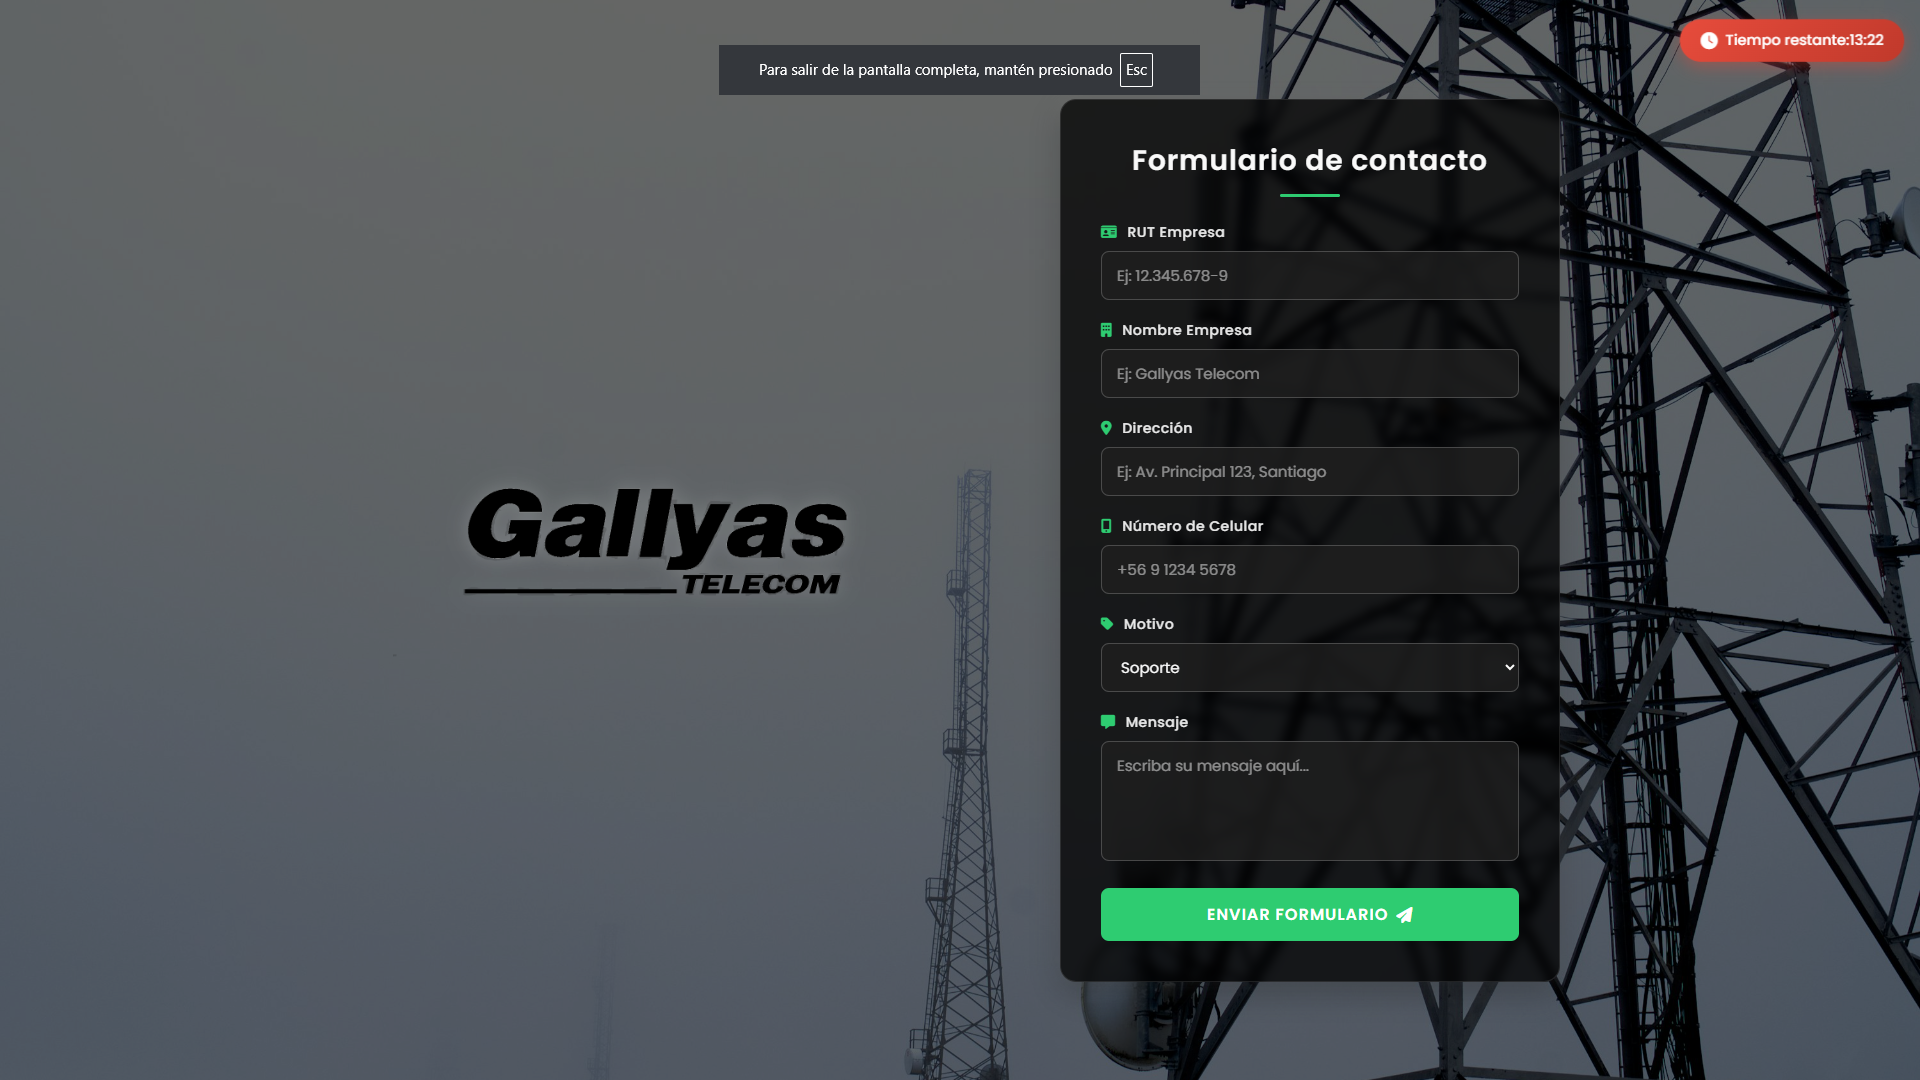 Tiempo restante:13:22
Para salir de la pantalla completa, mantén presionado Esc
Formulario de contacto
RUT Empresa
Ej: 12.345.678-9
Nombre Empresa
Ej: Gallyas Telecom
Dirección
Ej: Av. Principal 123, Santiago
Número de Celular
+56 9 1234 5678
Motivo
Soporte
Mensaje
Escriba su mensaje aquí...
ENVIAR FORMULARIO
Gallyas
TELECOM